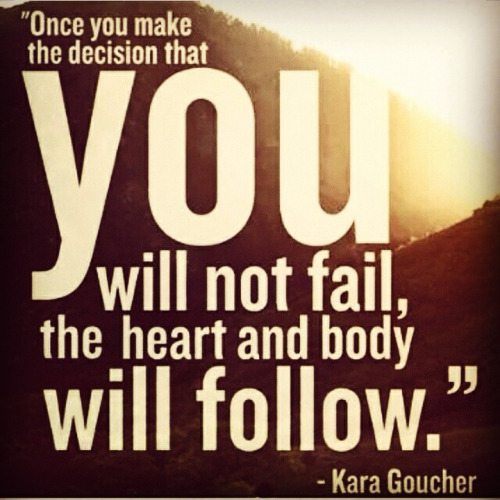 "Once you make
the decision that
you
will not fail,
the heart and body
will follow."
- Kara Goucher